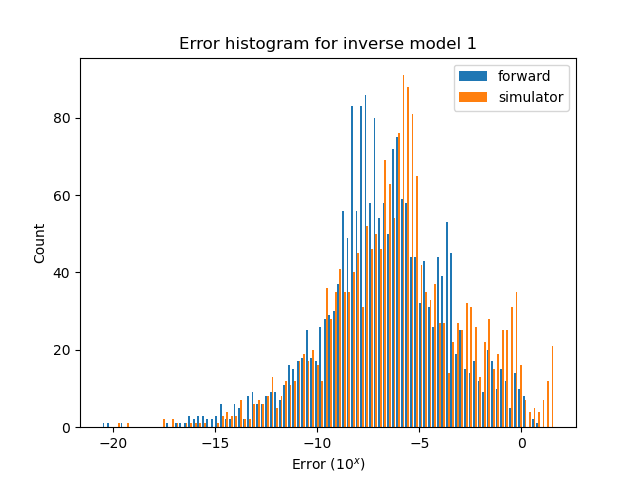 Error histogram for inverse model 1
forward
simulator
80
60
40
20
0
Count
−20
−15
−10
−5
0
Error (10^x)